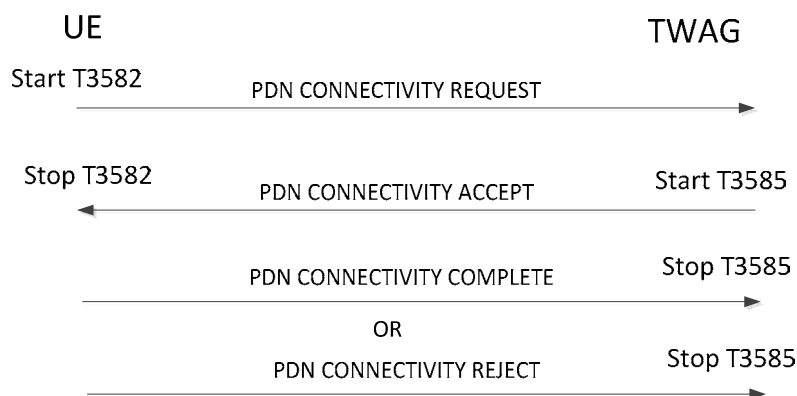 UE
TWAG
Start T3582
PDN CONNECTIVITY REQUEST
Stop T3582
PDN CONNECTIVITY ACCEPT
Start T3585
PDN CONNECTIVITY COMPLETE
Stop T3585
OR
PDN CONNECTIVITY REJECT
Stop T3585